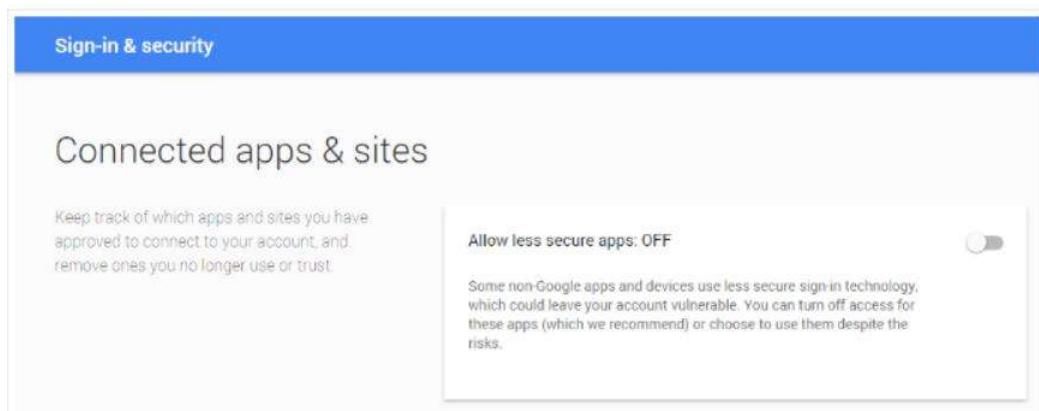 Sign-in & security
Connected apps & sites
Keep track of which apps and sites you have
approved to connect to your account, and
remove ones you no longer use or trust.
Allow less secure apps: OFF
Some non-Google apps and devices use less secure sign-in technology,
which could leave your account vulnerable. You can turn off access for
these apps (which we recommend) or choose to use them despite the
risks.